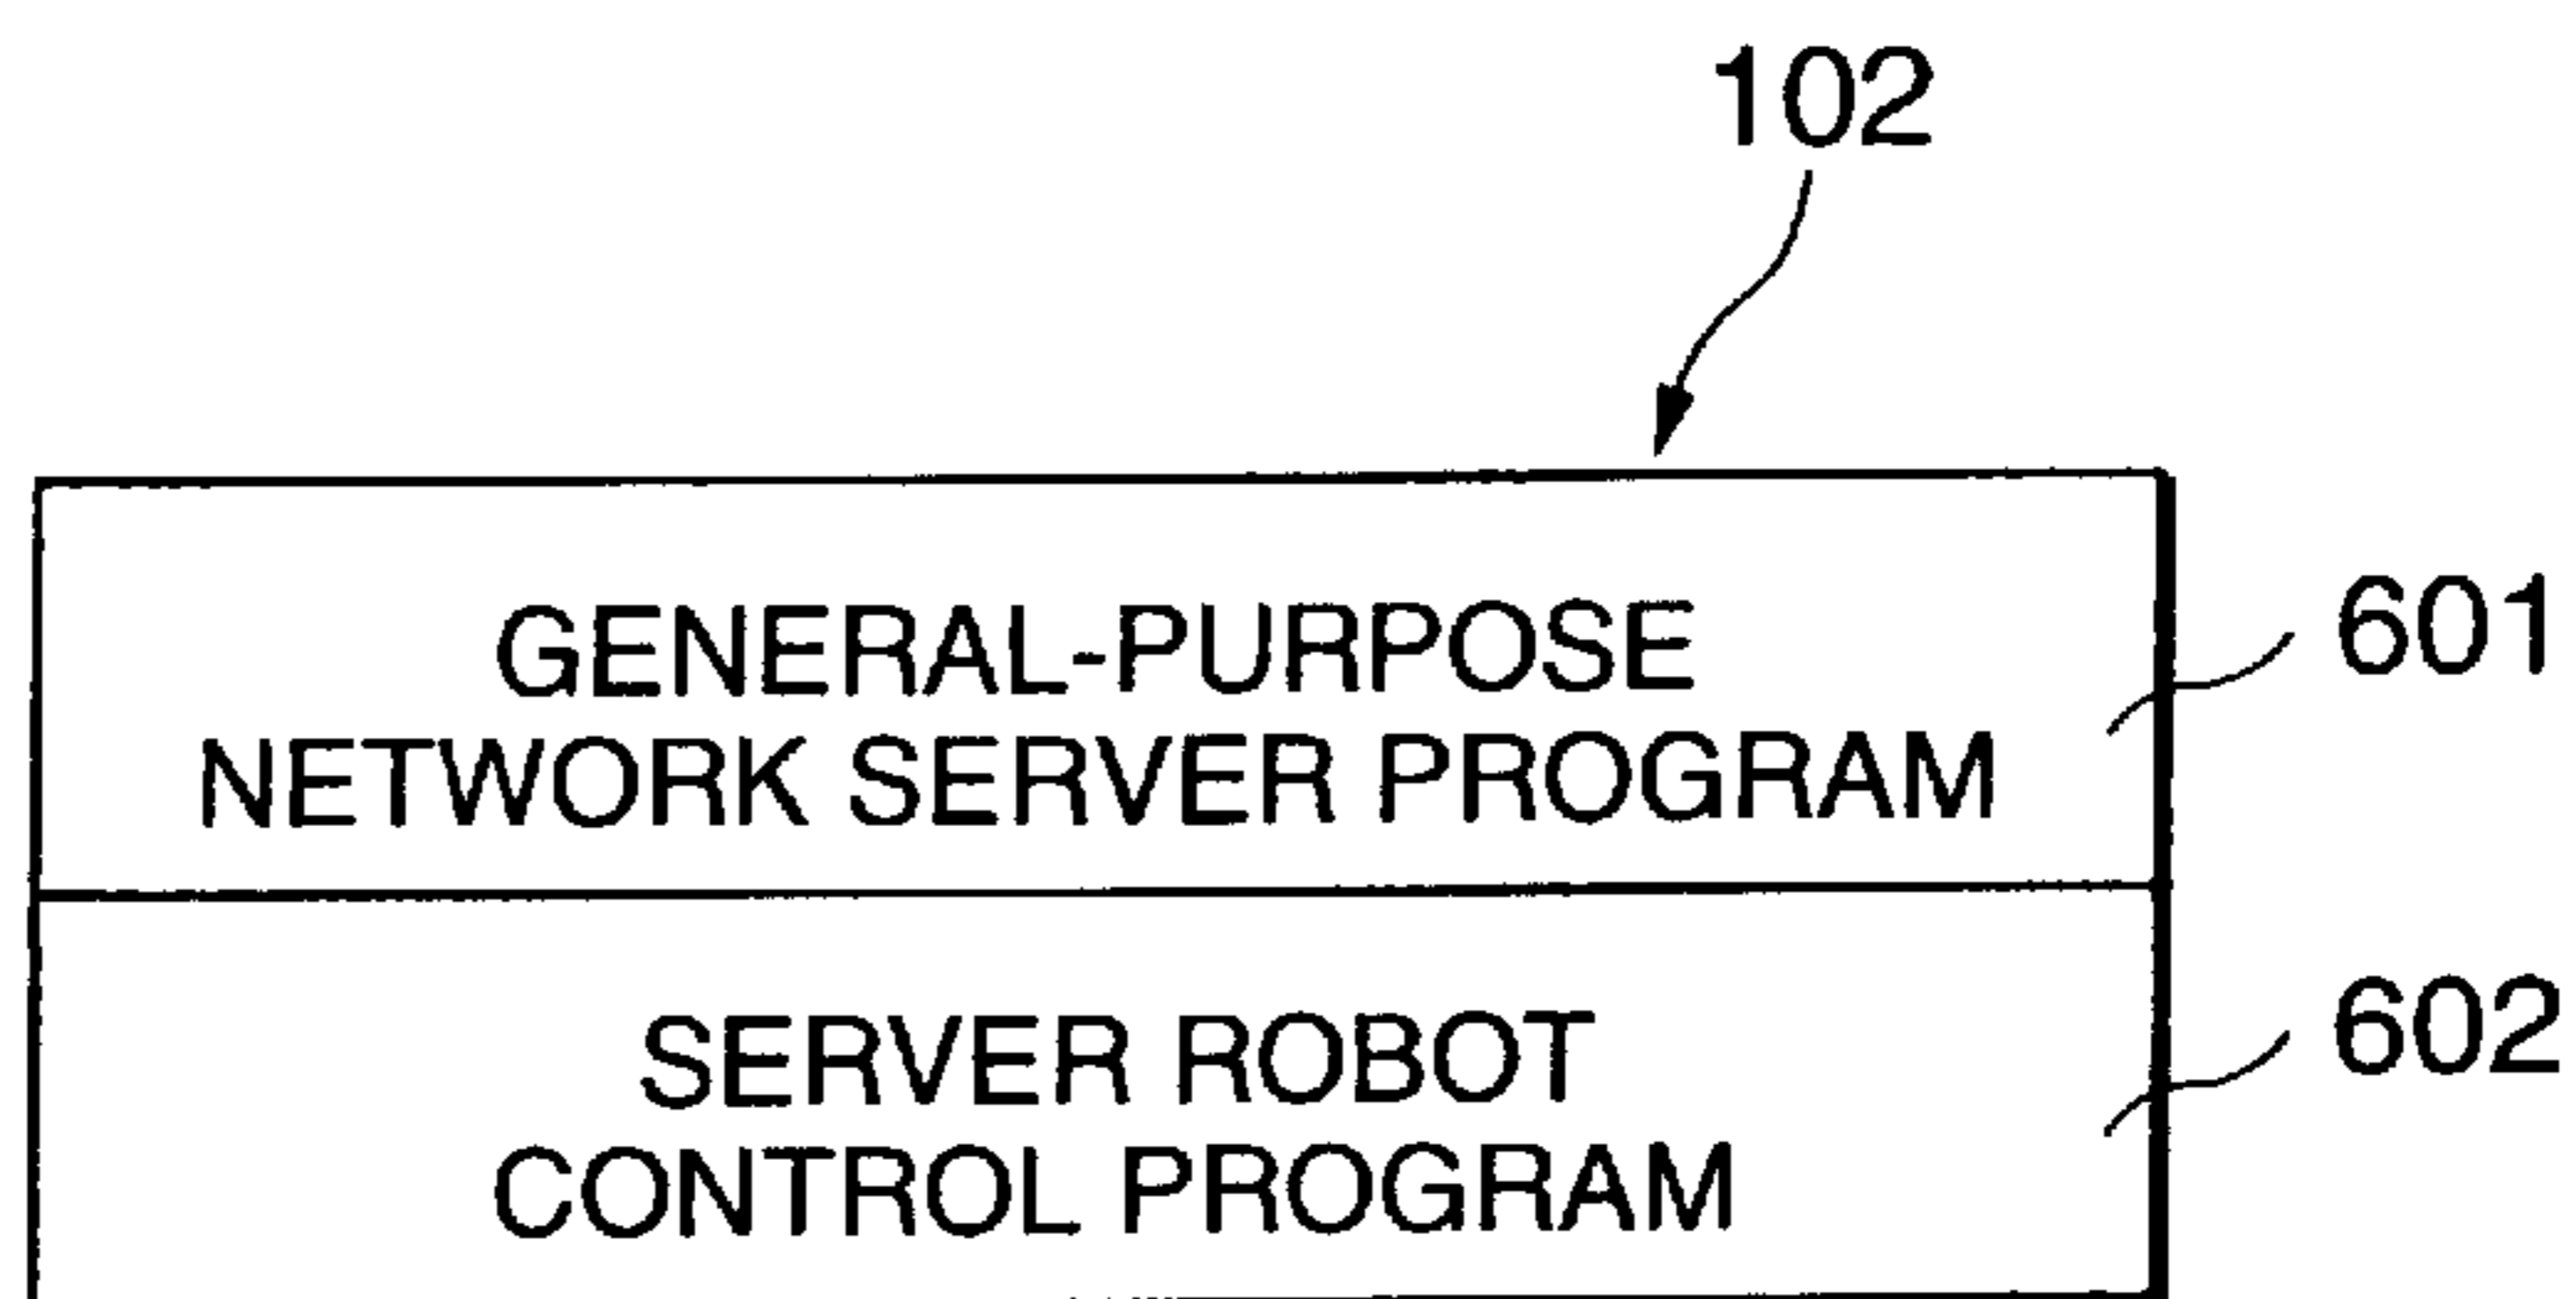 102
GENERAL-PURPOSE
NETWORK SERVER PROGRAM
601
SERVER ROBOT
CONTROL PROGRAM
602